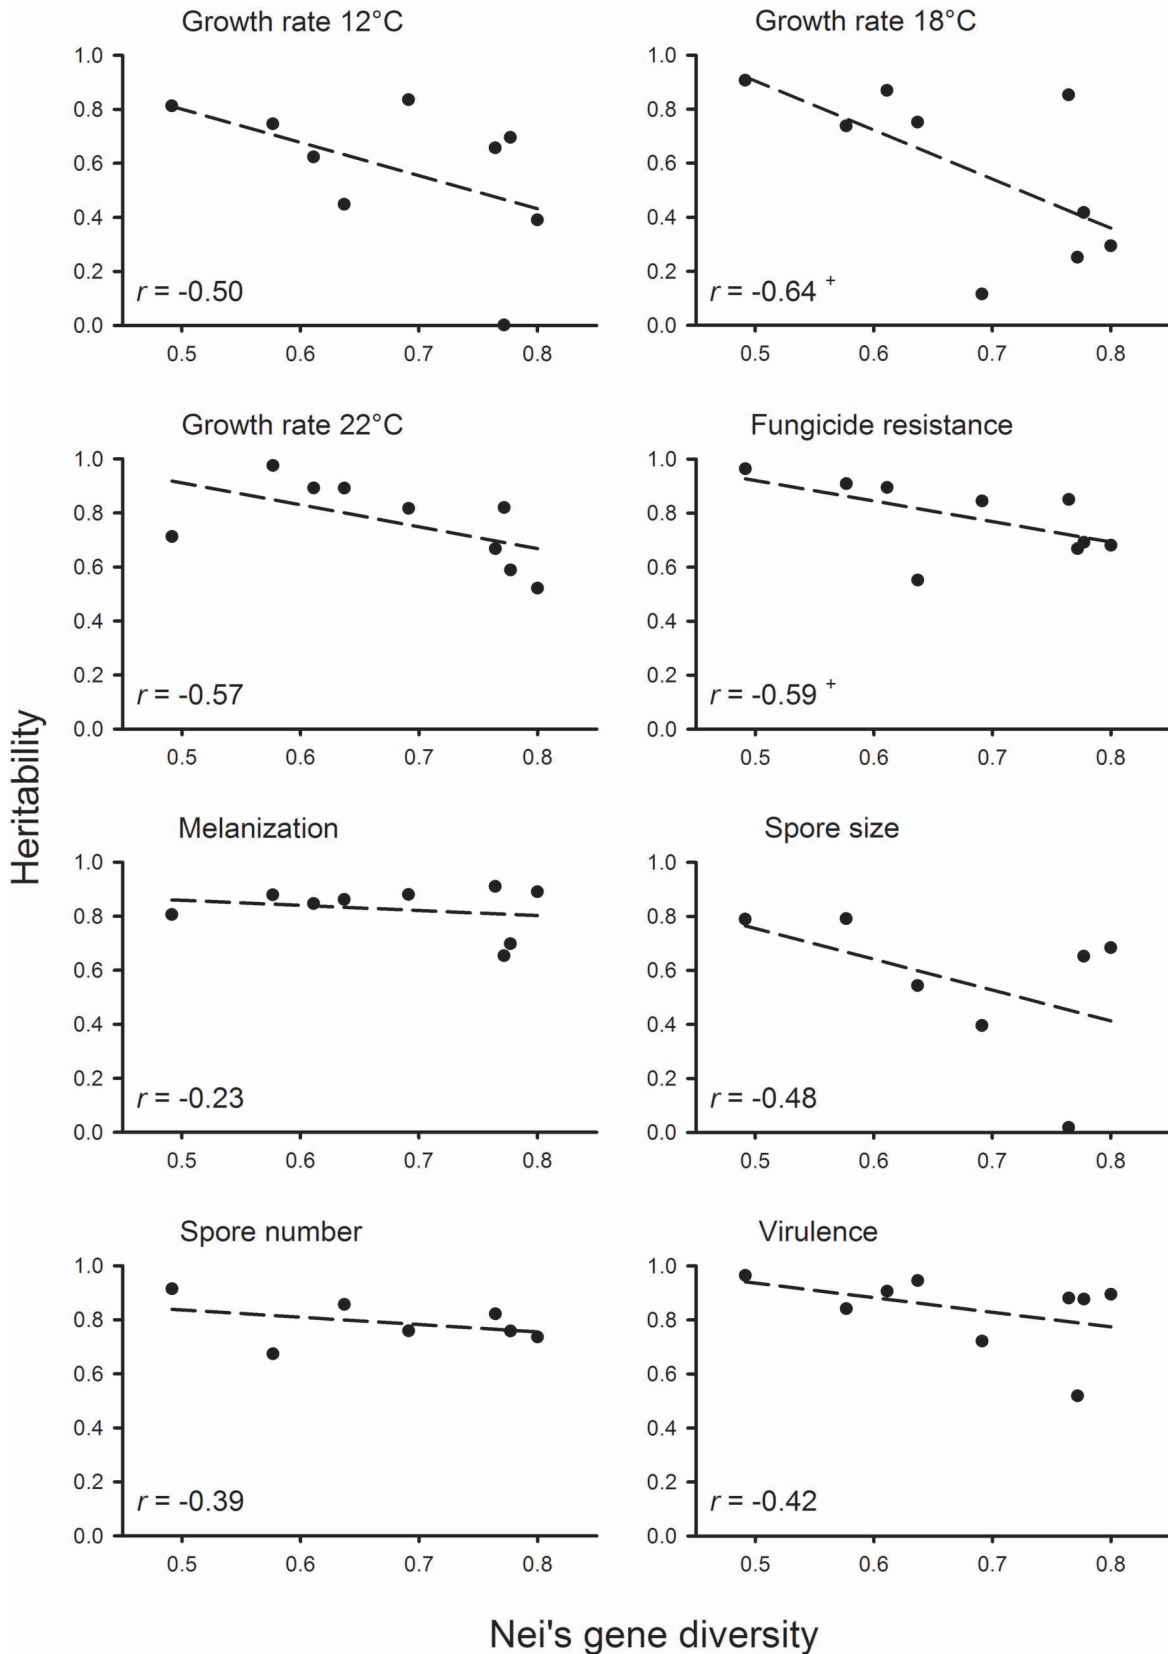 Growth rate 12°C
1.0
0.8
0.6
0.4
0.2
0.0
r = -0.50
0.5 0.6 0.7 0.8
Growth rate 18°C
1.0
0.8
0.6
0.4
0.2
0.0
r = -0.64 +
0.5 0.6 0.7 0.8
Growth rate 22°C
1.0
0.8
0.6
0.4
0.2
0.0
r = -0.57
0.5 0.6 0.7 0.8
Fungicide resistance
1.0
0.8
0.6
0.4
0.2
0.0
r = -0.59 +
0.5 0.6 0.7 0.8
Heritability
Melanization
1.0
0.8
0.6
0.4
0.2
0.0
r = -0.23
0.5 0.6 0.7 0.8
Spore size
1.0
0.8
0.6
0.4
0.2
0.0
r = -0.48
0.5 0.6 0.7 0.8
Spore number
1.0
0.8
0.6
0.4
0.2
0.0
r = -0.39
0.5 0.6 0.7 0.8
Virulence
1.0
0.8
0.6
0.4
0.2
0.0
r = -0.42
0.5 0.6 0.7 0.8
Nei's gene diversity